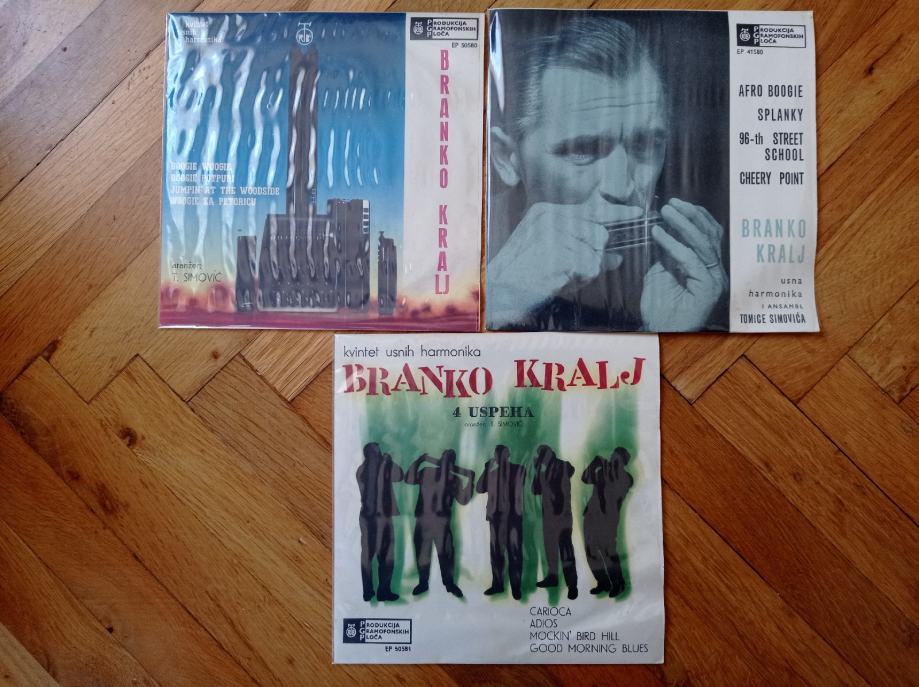 kvintet
usnih
harmonika
PRODUKCIJA
GRAMOFONSKIH
PLOČA
EP 50580
BRANKO KRALJ
BOOGIE WOOGIE
BOOGIE POTPURI
JUMPIN' AT THE WOODSIDE
WOOGIE ZA PETORICU
aranžer:
T. SIMOVIĆ
PRODUKCIJA
GRAMOFONSKIH
PLOČA
EP 41580
AFRO BOOGIE
SPLANKY
96-th STREET
SCHOOL
CHEERY POINT
BRANKO
KRALJ
usna
harmonika
I ANSAMBL
TOMICE SIMOVIĆA
kvintet usnih harmonika
BRANKO KRALJ
4 USPEHA
aranžer: T. SIMOVIĆ
CARIOCA
ADIOS
MOCKIN' BIRD HILL
GOOD MORNING BLUES
PRODUKCIJA
GRAMOFONSKIH
PLOČA
EP 50581